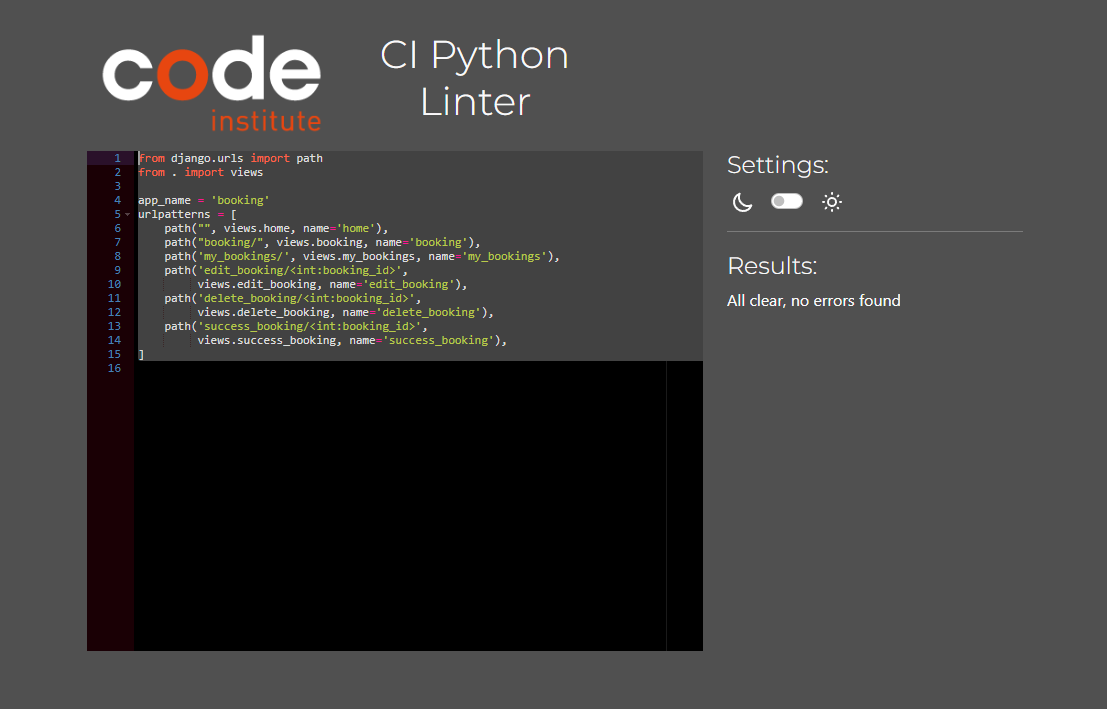 code
institute
CI Python
Linter
1 from django.urls import path
2 from . import views
3
4 app_name = 'booking'
5 urlpatterns = [
6     path("", views.home, name='home'),
7     path("booking/", views.booking, name='booking'),
8     path('my_bookings/', views.my_bookings, name='my_bookings'),
9     path('edit_booking/<int:booking_id>',
10         views.edit_booking, name='edit_booking'),
11     path('delete_booking/<int:booking_id>',
12         views.delete_booking, name='delete_booking'),
13     path('success_booking/<int:booking_id>',
14         views.success_booking, name='success_booking'),
15 ]
16
Settings:
Results:
All clear, no errors found